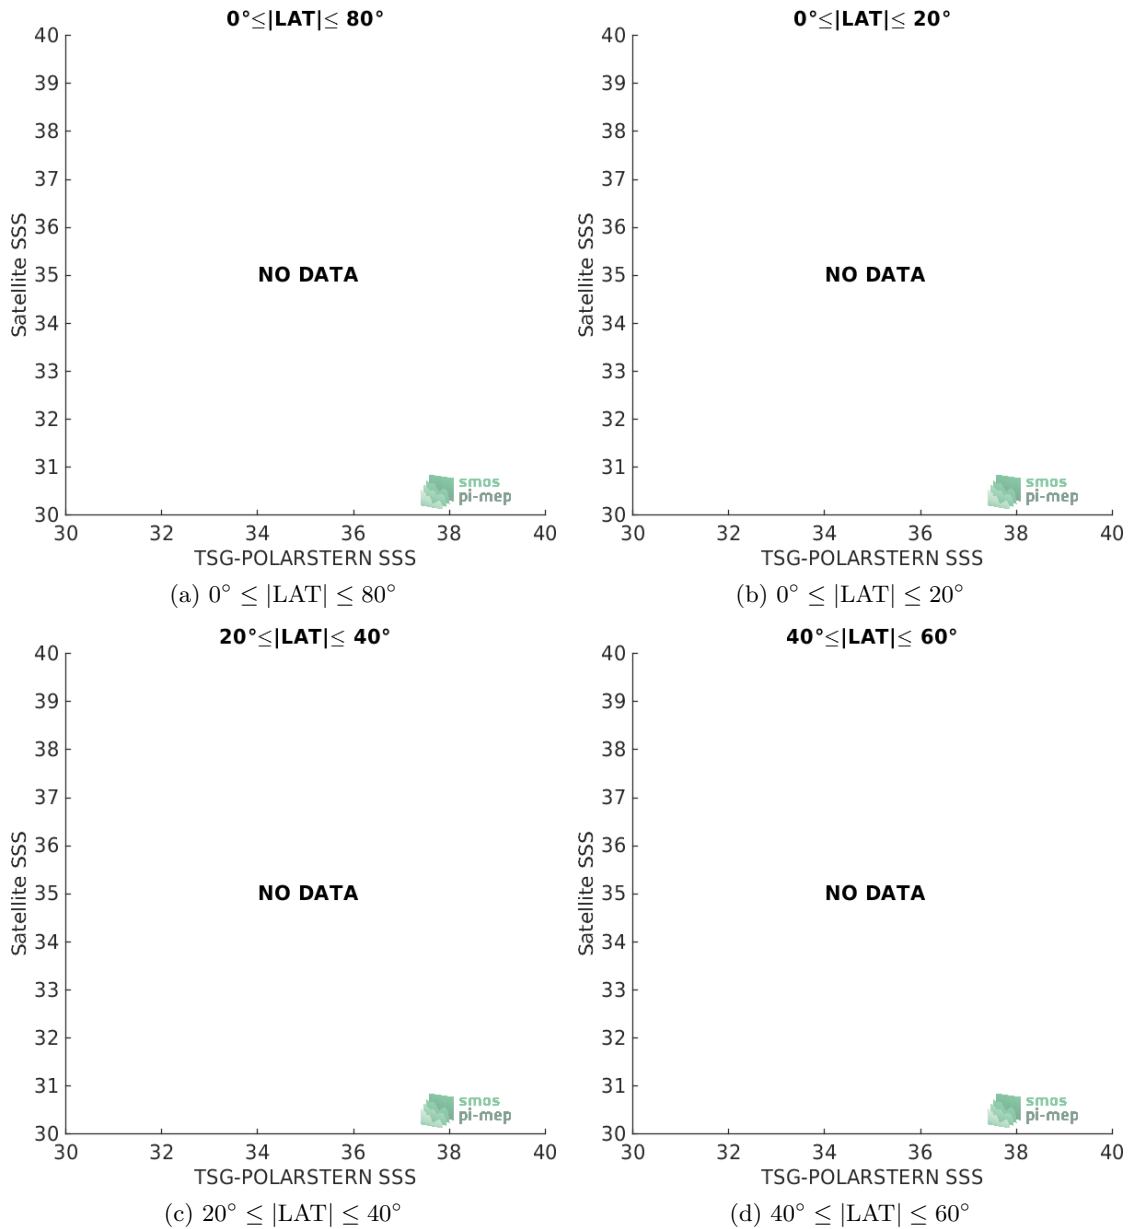 0°≤|LAT|≤ 80°
40
39
38
37
36
35
34
33
32
31
30
Satellite SSS
NO DATA
smos
pi-mep
30 32 34 36 38 40
TSG-POLARSTERN SSS
(a) 0° ≤ |LAT| ≤ 80°
0°≤|LAT|≤ 20°
40
39
38
37
36
35
34
33
32
31
30
Satellite SSS
NO DATA
smos
pi-mep
30 32 34 36 38 40
TSG-POLARSTERN SSS
(b) 0° ≤ |LAT| ≤ 20°
20°≤|LAT|≤ 40°
40
39
38
37
36
35
34
33
32
31
30
Satellite SSS
NO DATA
smos
pi-mep
30 32 34 36 38 40
TSG-POLARSTERN SSS
(c) 20° ≤ |LAT| ≤ 40°
40°≤|LAT|≤ 60°
40
39
38
37
36
35
34
33
32
31
30
Satellite SSS
NO DATA
smos
pi-mep
30 32 34 36 38 40
TSG-POLARSTERN SSS
(d) 40° ≤ |LAT| ≤ 60°